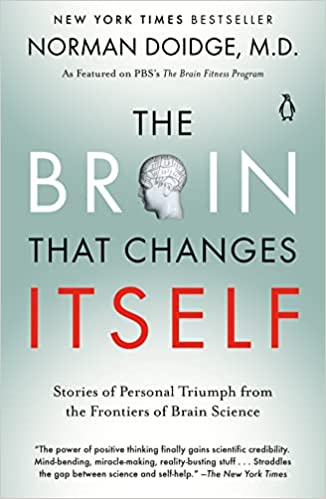 NEW YORK TIMES BESTSELLER
NORMAN DOIDGE, M.D.
As Featured on PBS's The Brain Fitness Program
THE
BRAIN
THAT CHANGES
ITSELF
Stories of Personal Triumph from
the Frontiers of Brain Science
"The power of positive thinking finally gains scientific credibility.
Mind-bending, miracle-making, reality-busting stuff . . . Straddles
the gap between science and self-help." —The New York Times